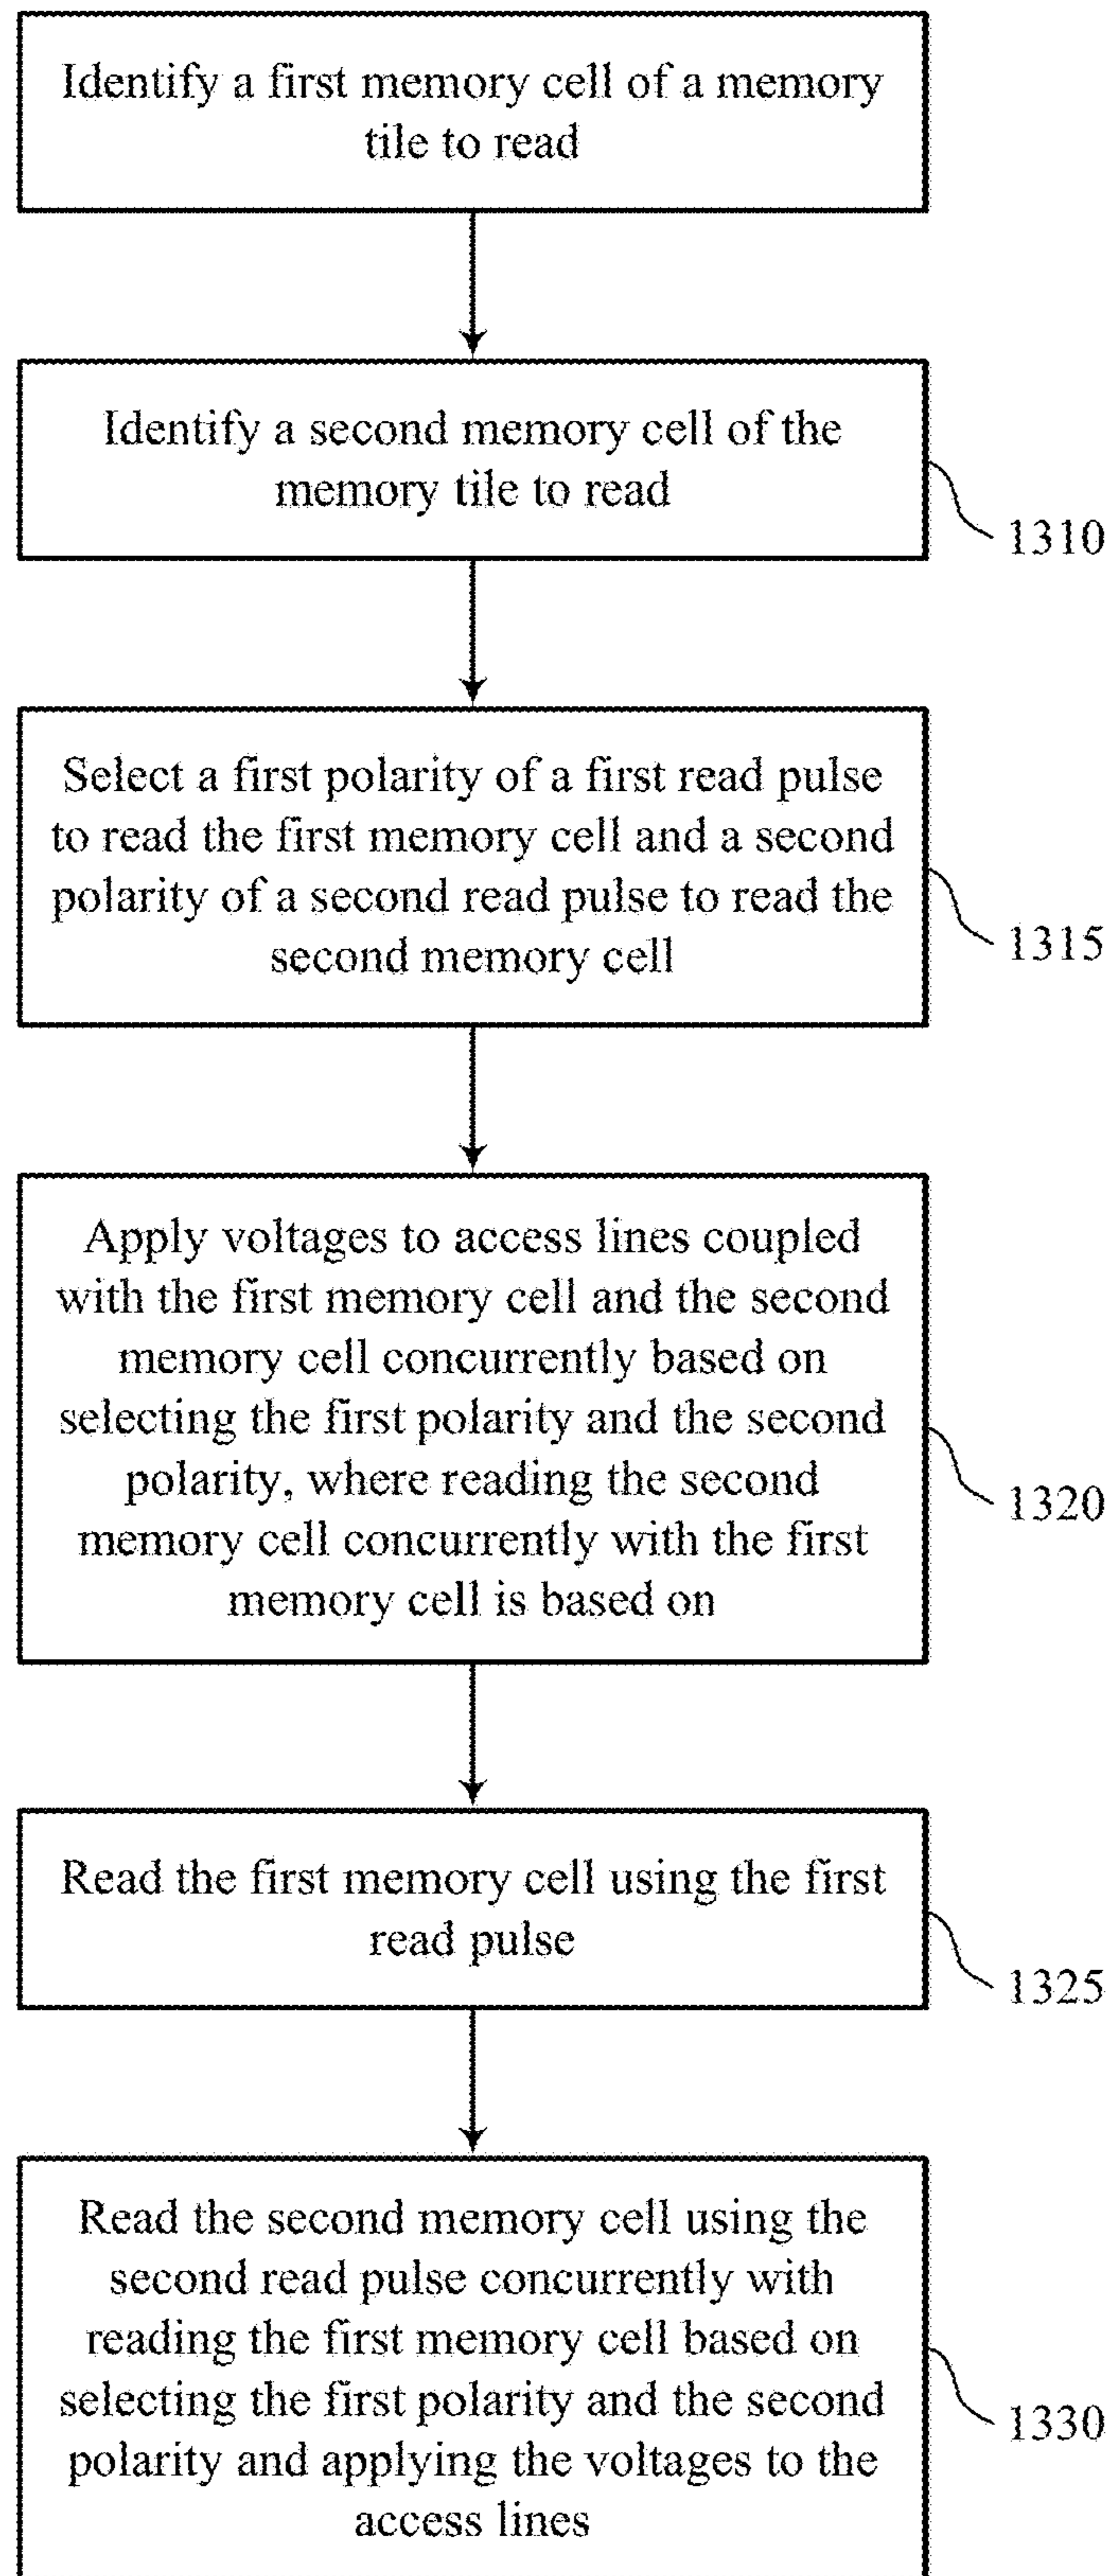 Identify a first memory cell of a memory
tile to read
Identify a second memory cell of the
memory tile to read
1310
Select a first polarity of a first read pulse
to read the first memory cell and a second
polarity of a second read pulse to read the
second memory cell
1315
Apply voltages to access lines coupled
with the first memory cell and the second
memory cell concurrently based on
selecting the first polarity and the second
polarity, where reading the second
memory cell concurrently with the first
memory cell is based on
1320
Read the first memory cell using the first
read pulse
1325
Read the second memory cell using the
second read pulse concurrently with
reading the first memory cell based on
selecting the first polarity and the second
polarity and applying the voltages to the
access lines
1330